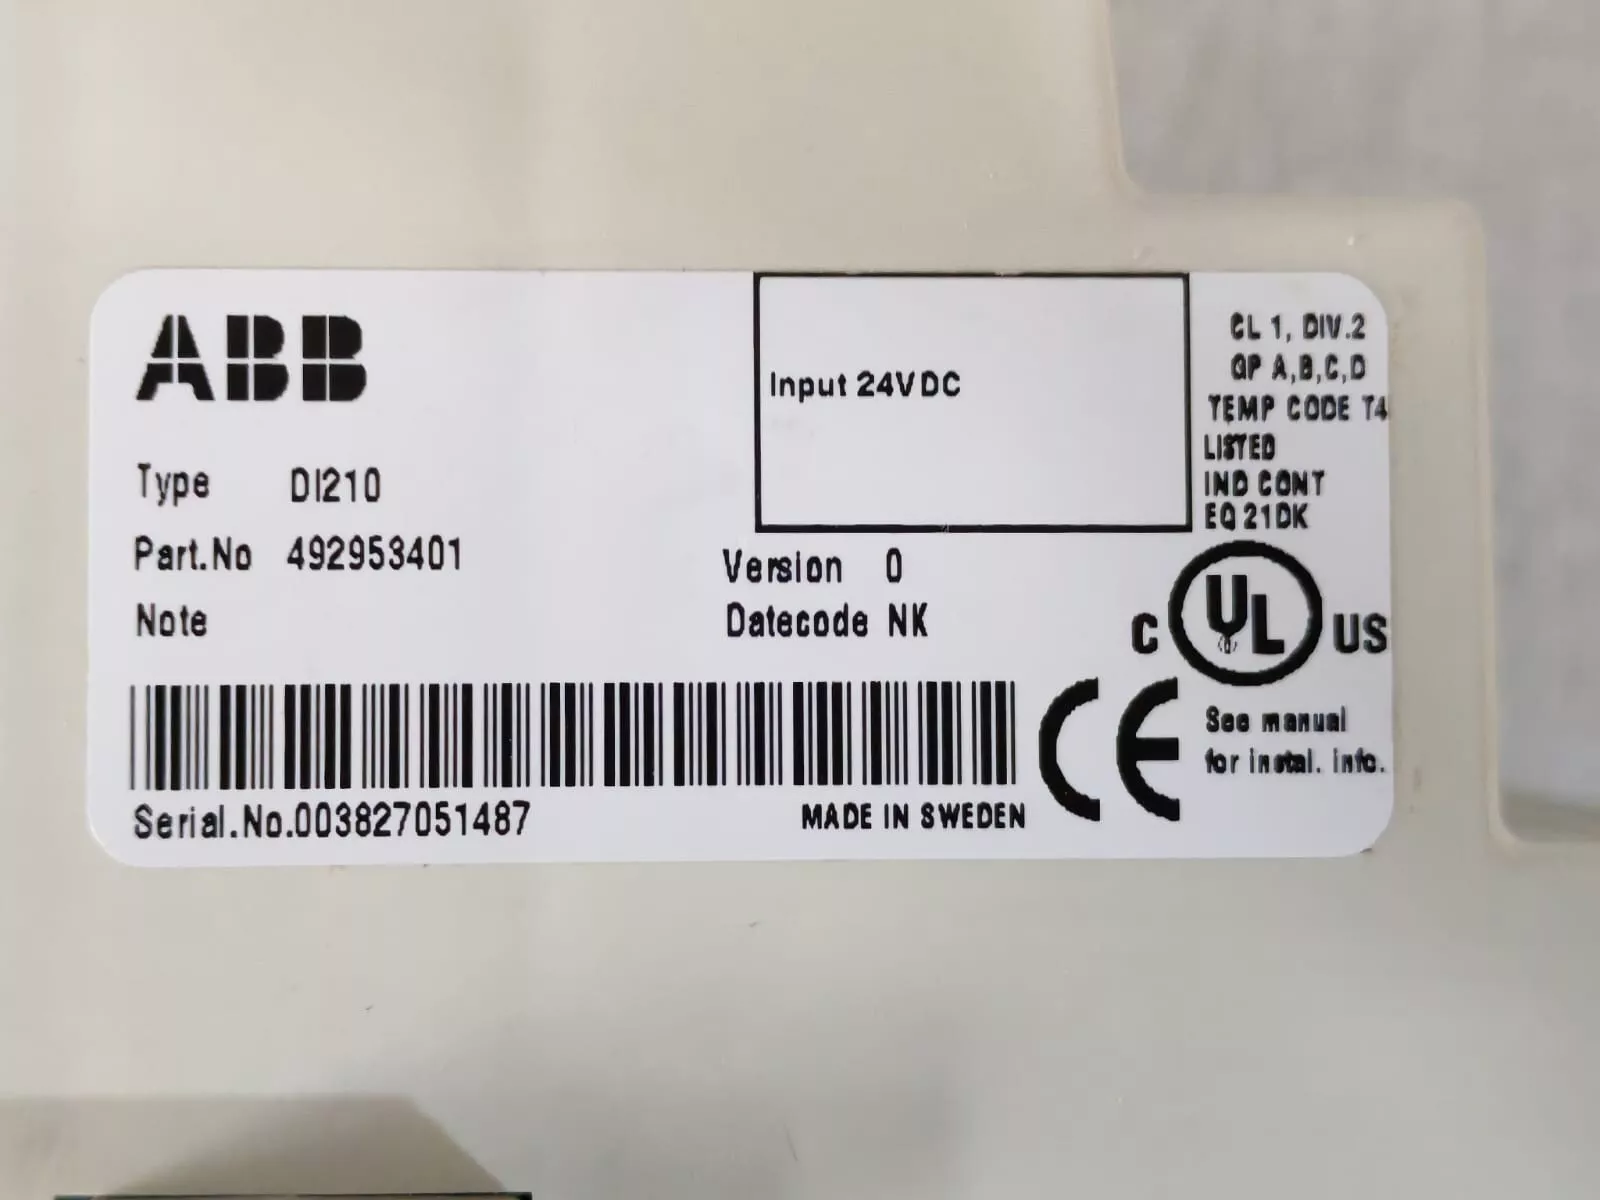 ABB
Type DI210
Part.No 492953401
Note
Input 24VDC
Version 0
Datecode NK
CL 1, DIV.2
GP A,B,C,D
TEMP CODE T4
LISTED
IND CONT
EQ 21DK
C UL US
CE
See manual
for instal. info.
Serial.No.003827051487
MADE IN SWEDEN